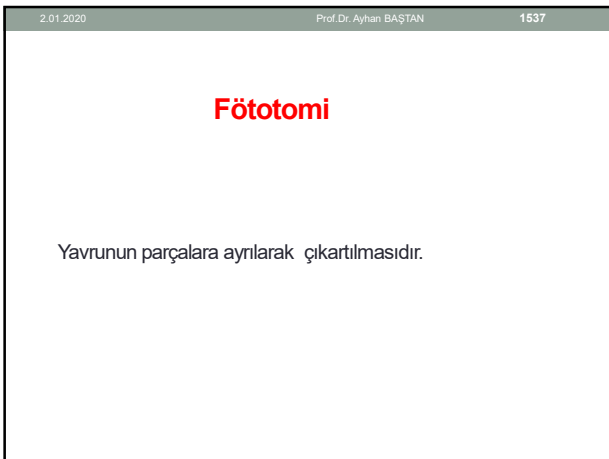 2.01.2020 Prof.Dr. Ayhan BAŞTAN 1537
Fötotomi
Yavrunun parçalara ayrılarak çıkartılmasıdır.